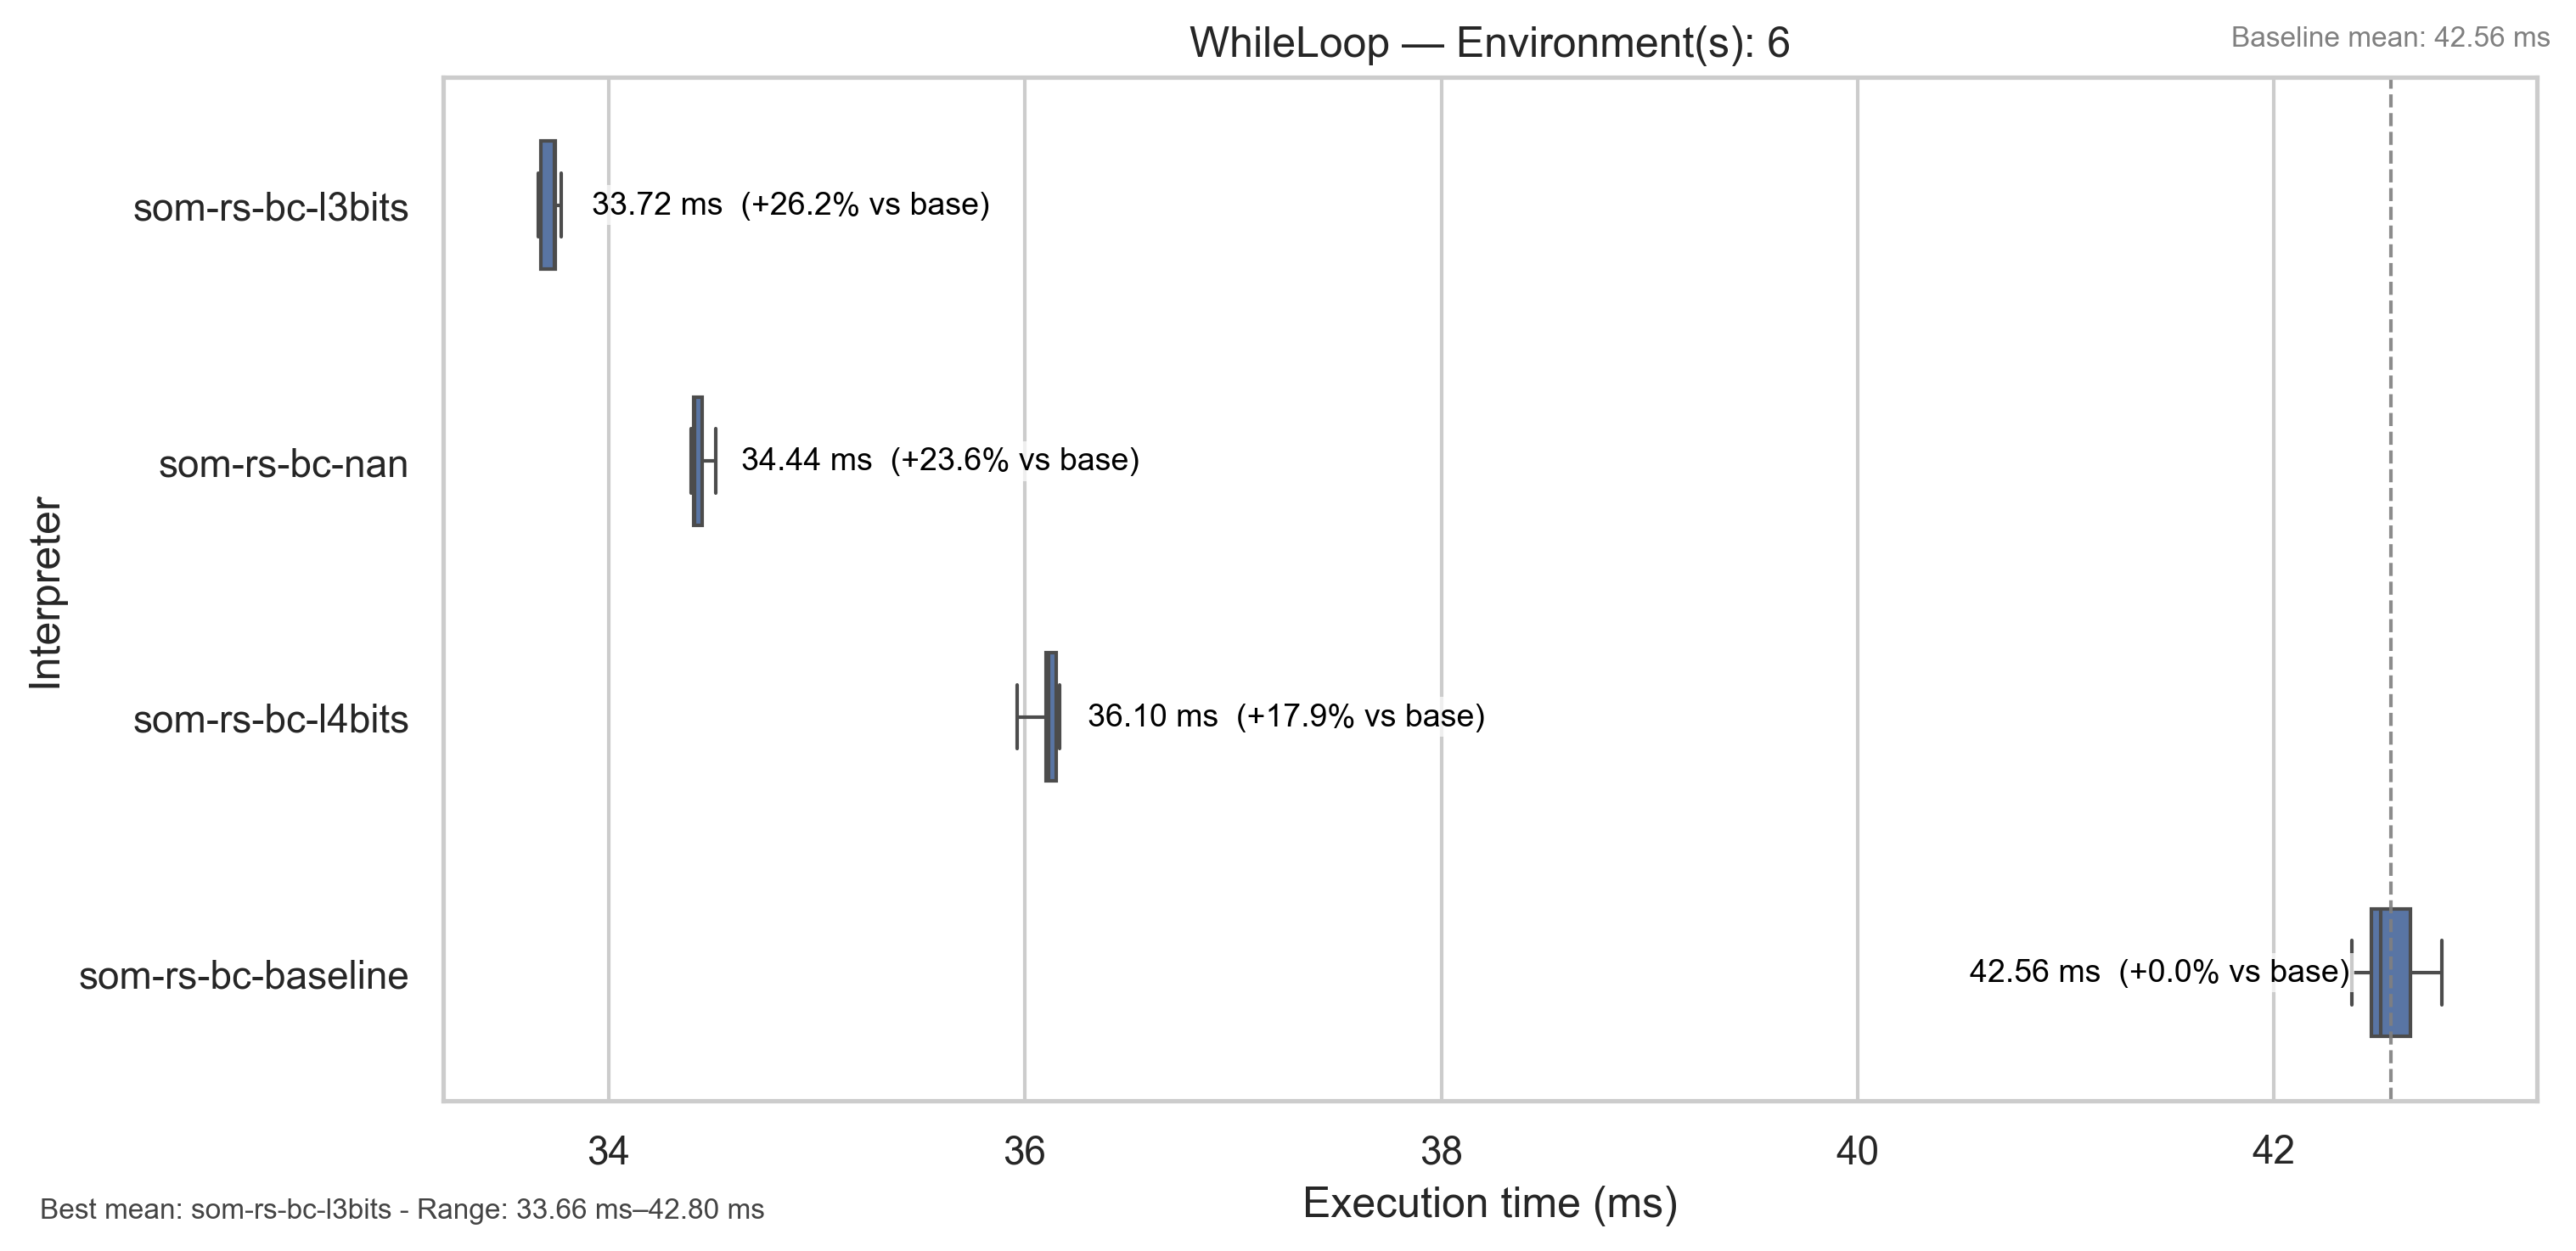 WhileLoop — Environment(s): 6
Baseline mean: 42.56 ms
Interpreter
som-rs-bc-l3bits
33.72 ms (+26.2% vs base)
som-rs-bc-nan
34.44 ms (+23.6% vs base)
som-rs-bc-l4bits
36.10 ms (+17.9% vs base)
som-rs-bc-baseline
42.56 ms (+0.0% vs base)
34 36 38 40 42
Execution time (ms)
Best mean: som-rs-bc-l3bits - Range: 33.66 ms–42.80 ms